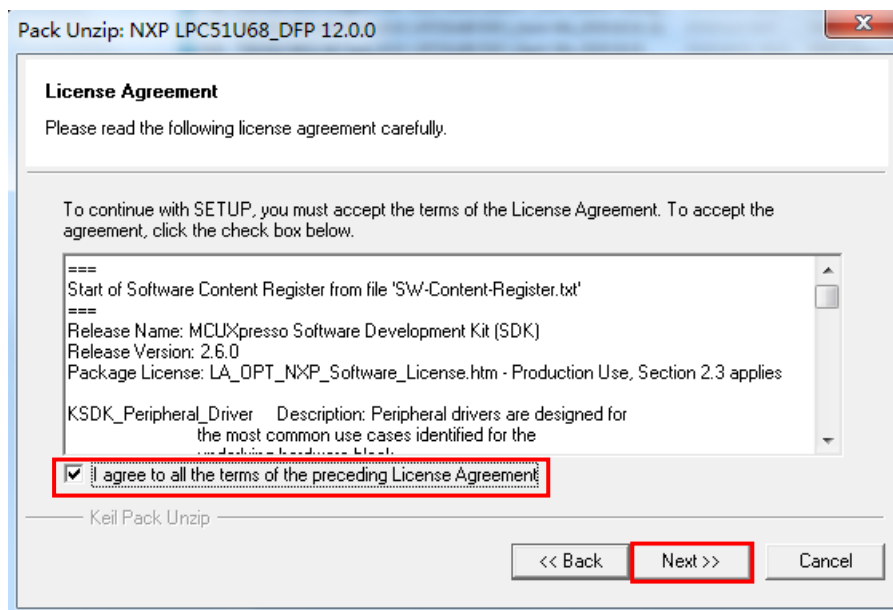 Pack Unzip: NXP LPC51U68_DFP 12.0.0
x
License Agreement
Please read the following license agreement carefully.
To continue with SETUP, you must accept the terms of the License Agreement. To accept the
agreement, click the check box below.
===
Start of Software Content Register from file 'SW-Content-Register.txt'
===
Release Name: MCUXpresso Software Development Kit (SDK)
Release Version: 2.6.0
Package License: LA_OPT_NXP_Software_License.htm - Production Use, Section 2.3 applies
KSDK_Peripheral_Driver Description: Peripheral drivers are designed for
the most common use cases identified for the
underlying hardware block
I agree to all the terms of the preceding License Agreement
Keil Pack Unzip
<< Back Next >> Cancel